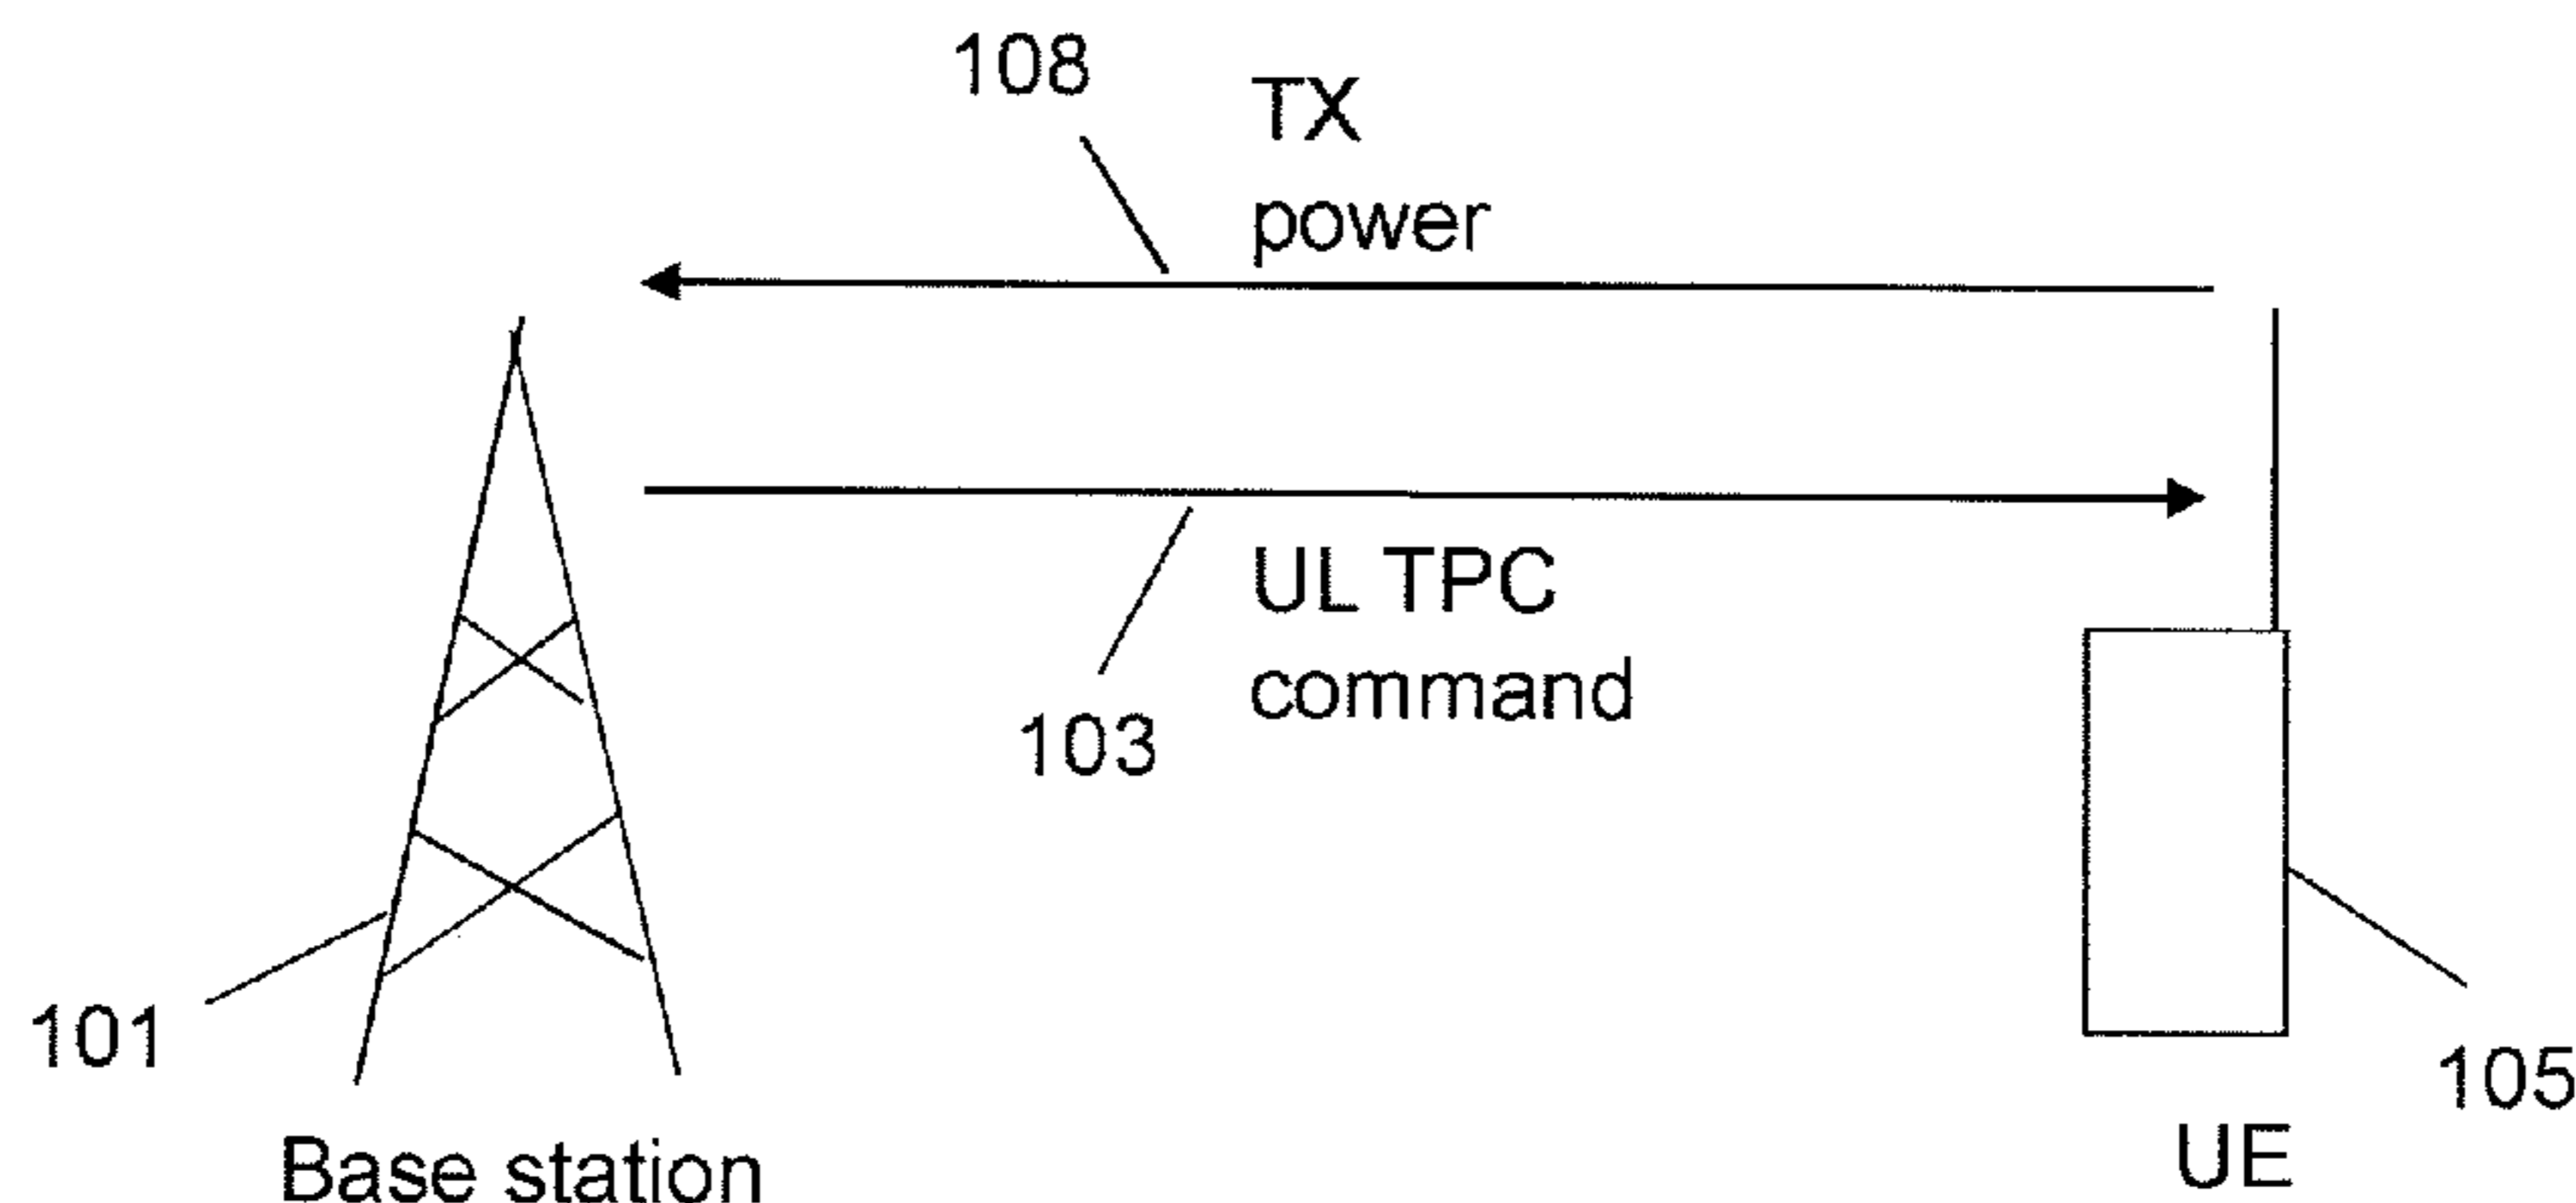 108
TX
power
UL TPC
command
103
101
105
Base station
UE